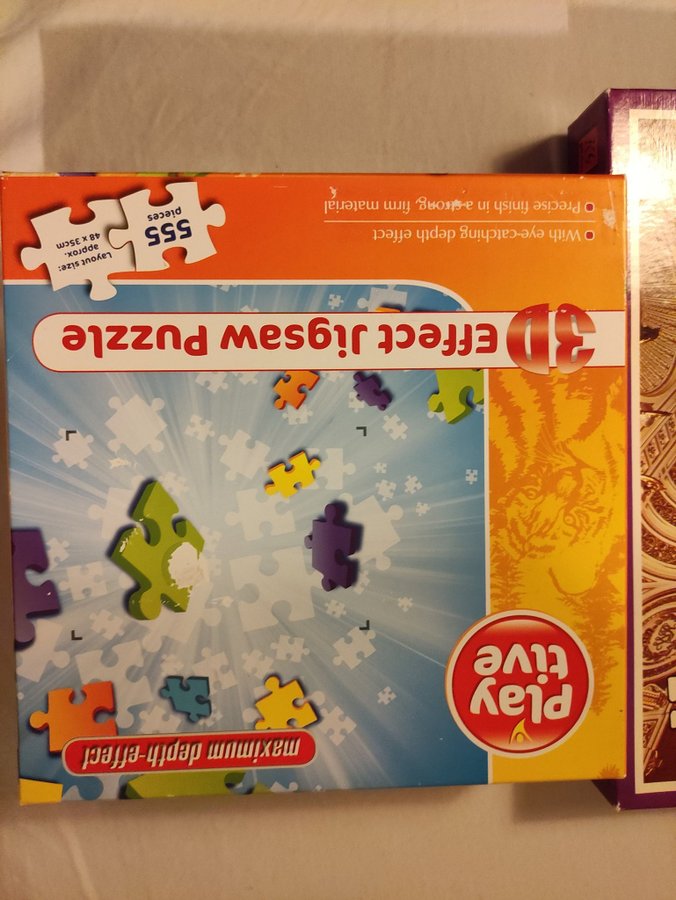 Play
tive
maximum depth-effect
3D Effect Jigsaw Puzzle
With eye-catching depth effect
Precise finish in a strong, firm material
555
pieces
Layout size:
approx.
48 x 35cm